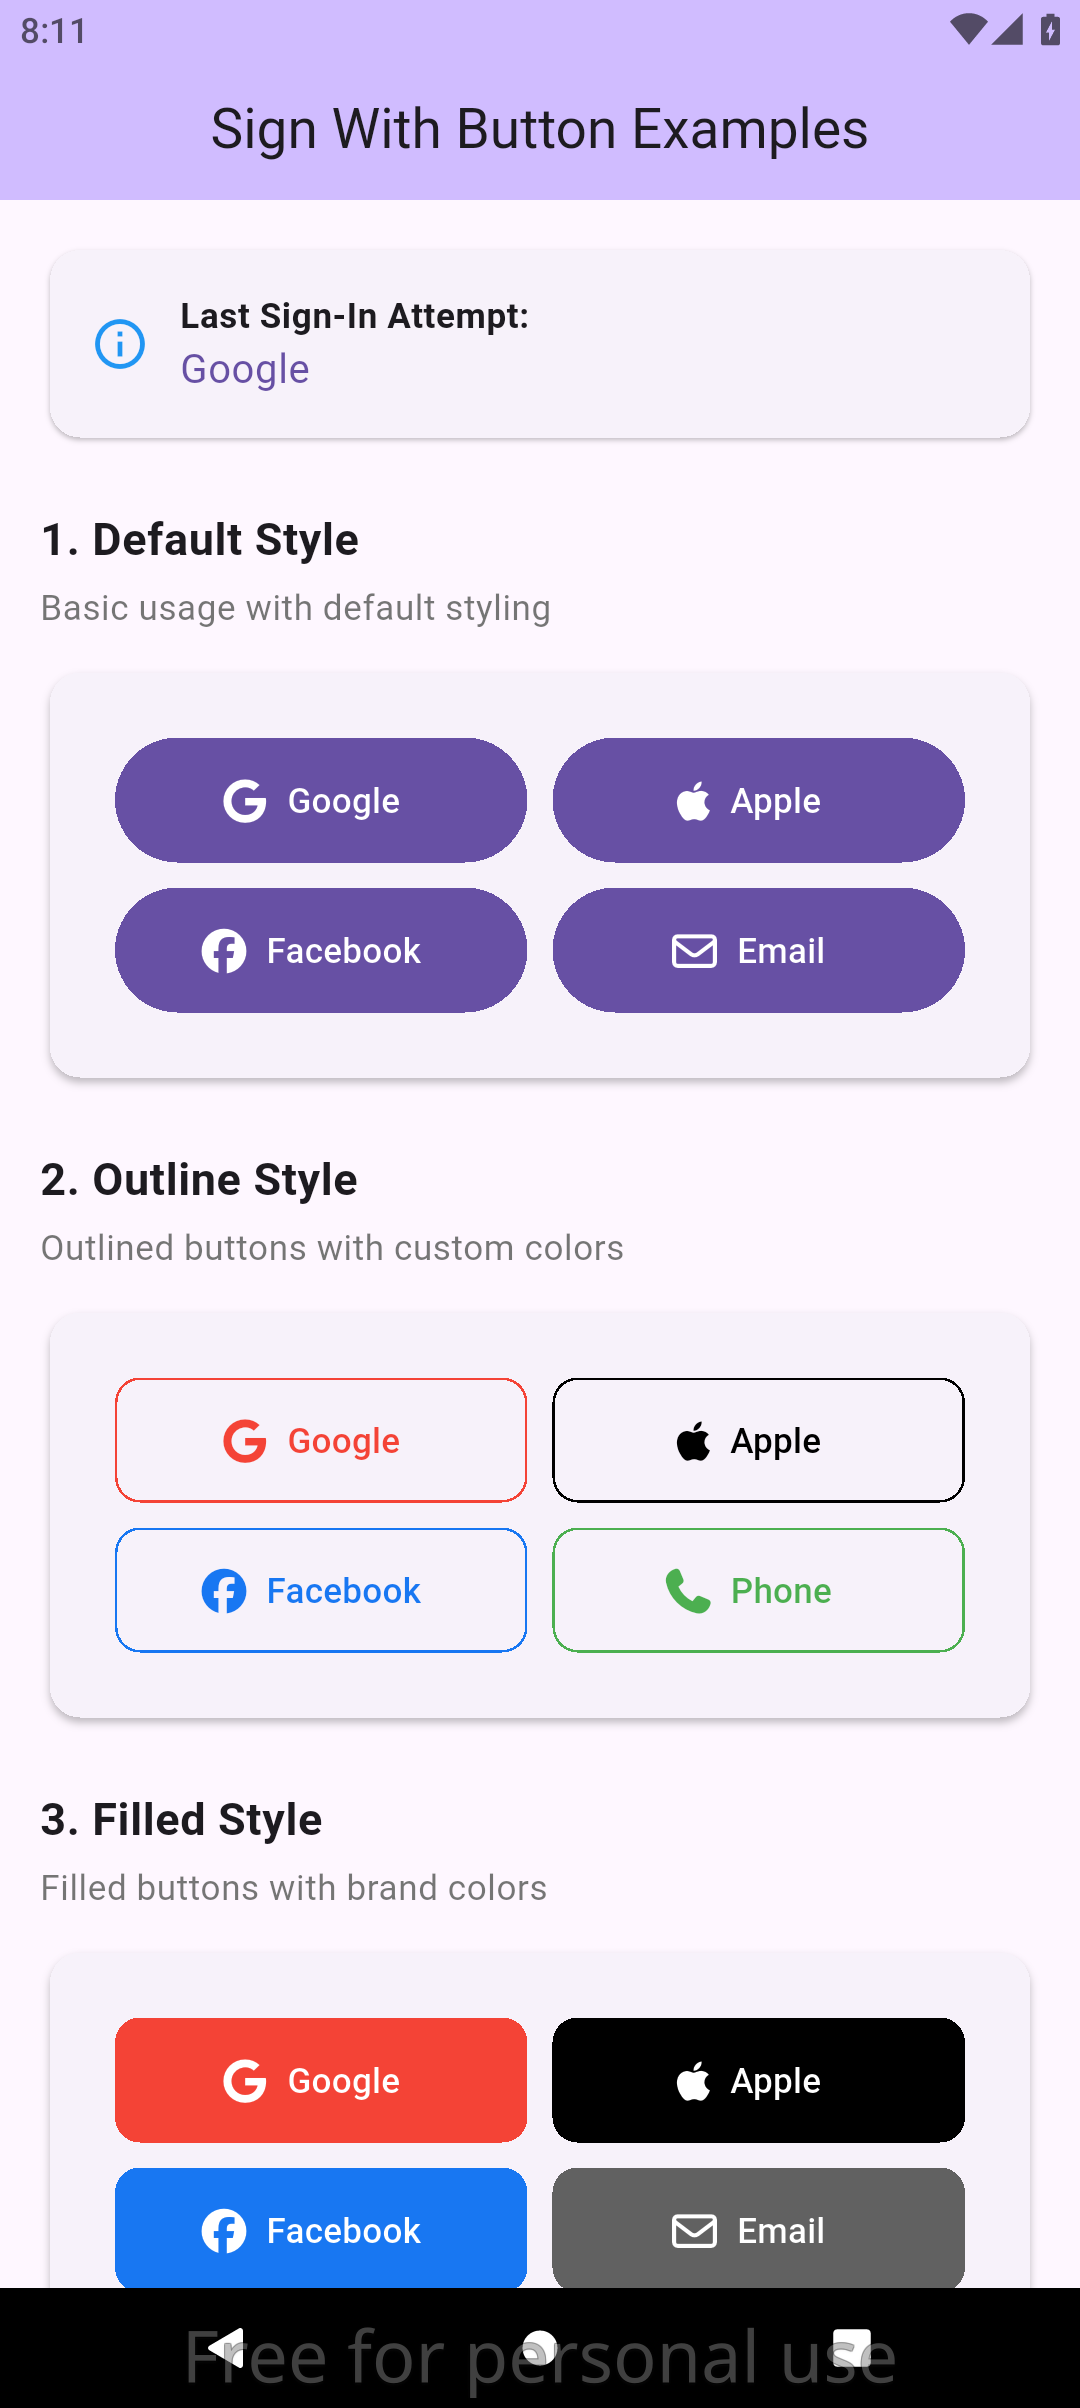 8:11
Sign With Button Examples
Last Sign-In Attempt:
Google
1. Default Style
Basic usage with default styling
Google
Apple
Facebook
Email
2. Outline Style
Outlined buttons with custom colors
Google
Apple
Facebook
Phone
3. Filled Style
Filled buttons with brand colors
Google
Apple
Facebook
Email
Free for personal use